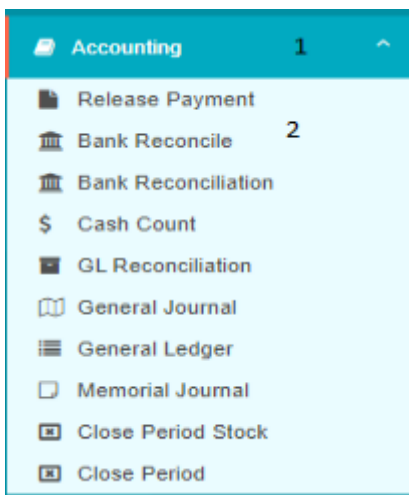 Accounting 1
Release Payment
Bank Reconcile 2
Bank Reconciliation
$ Cash Count
GL Reconciliation
General Journal
General Ledger
Memorial Journal
Close Period Stock
Close Period